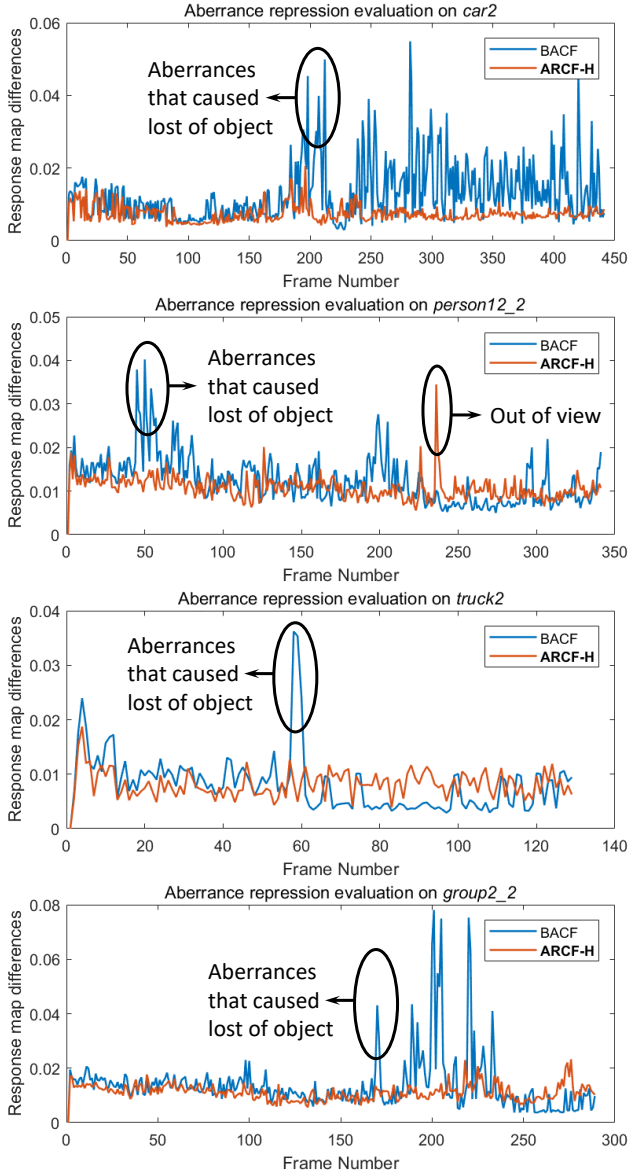 Aberrance repression evaluation on car2
0.06
0.04
0.02
0
Response map differences
Aberrances
that caused
lost of object
BACF
ARCF-H
0 50 100 150 200 250 300 350 400 450
Frame Number
Aberrance repression evaluation on person12_2
0.05
0.04
0.03
0.02
0.01
0
Response map differences
Aberrances
that caused
lost of object
Out of view
BACF
ARCF-H
0 50 100 150 200 250 300 350
Frame Number
Aberrance repression evaluation on truck2
0.04
0.03
0.02
0.01
0
Response map differences
Aberrances
that caused
lost of object
BACF
ARCF-H
0 20 40 60 80 100 120 140
Frame Number
Aberrance repression evaluation on group2_2
0.08
0.06
0.04
0.02
0
Response map differences
Aberrances
that caused
lost of object
BACF
ARCF-H
0 50 100 150 200 250 300
Frame Number